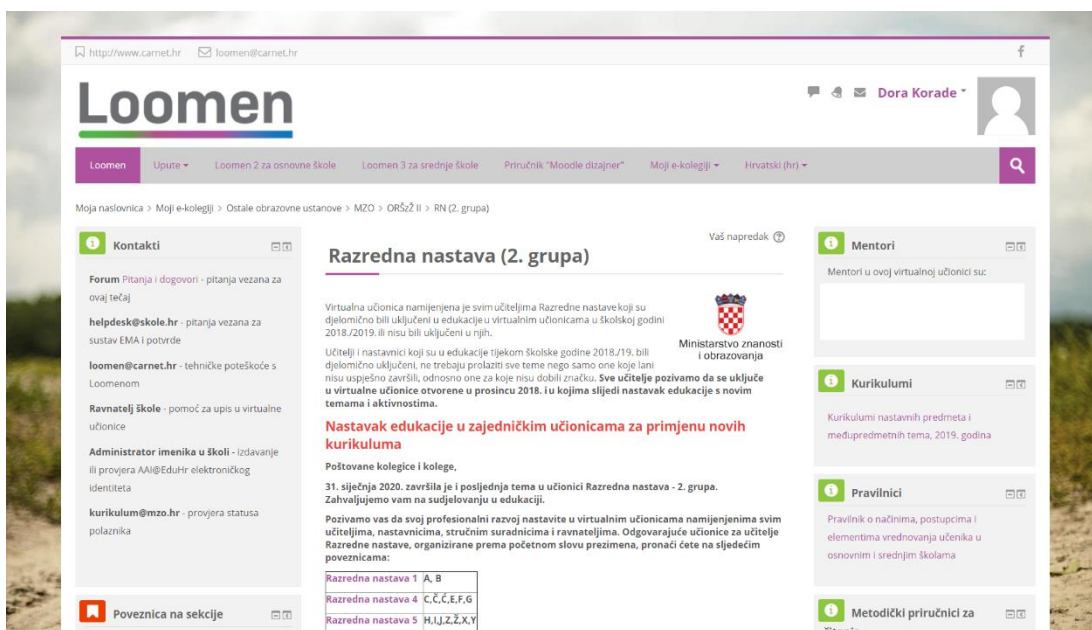 http://www.carnet.hr loomen@carnet.hr
Loomen
Dora Korade
Loomen Upute Loomen 2 za osnovne škole Loomen 3 za srednje škole Priručnik "Moodle dizajner" Moji e-kolegiji Hrvatski (hr)
Moja naslovnica > Moji e-kolegiji > Ostale obrazovne ustanove > MZO > ORŠzŽ II > RN (2. grupa)
Kontakti
Forum Pitanja i dogovori - pitanja vezana za
ovaj tečaj
helpdesk@skole.hr - pitanja vezana za
sustav EMA i potvrde
loomen@carnet.hr - tehničke poteškoće s
Loomenom
Ravnatelj škole - pomoć za upis u virtualne
učionice
Administrator imenika u školi - izdavanje
ili provjera AAI@EduHr elektroničkog
identiteta
kurikulum@mzo.hr - provjera statusa
polaznika
Poveznica na sekcije
Vaš napredak
Razredna nastava (2. grupa)
Virtualna učionica namijenjena je svim učiteljima Razredne nastave koji su
djelomično bili uključeni u edukacije u virtualnim učionicama u školskoj godini
2018./2019. ili nisu bili uključeni u njih.
Ministarstvo znanosti
i obrazovanja
Učitelji i nastavnici koji su u edukacije tijekom školske godine 2018./19. bili
djelomično uključeni, ne trebaju prolaziti sve teme nego samo one koje lani
nisu uspješno završili, odnosno one za koje nisu dobili značku. Sve učitelje pozivamo da se uključe
u virtualne učionice otvorene u prosincu 2018. i u kojima slijedi nastavak edukacije s novim
temama i aktivnostima.
Nastavak edukacije u zajedničkim učionicama za primjenu novih
kurikuluma
Poštovane kolegice i kolege,
31. siječnja 2020. završila je i posljednja tema u učionici Razredna nastava - 2. grupa.
Zahvaljujemo vam na sudjelovanju u edukaciji.
Pozivamo vas da svoj profesionalni razvoj nastavite u virtualnim učionicama namijenjenima svim
učiteljima, nastavnicima, stručnim suradnicima i ravnateljima. Odgovarajuće učionice za učitelje
Razredne nastave, organizirane prema početnom slovu prezimena, pronaći ćete na sljedećim
poveznicama:
Razredna nastava 1 A, B
Razredna nastava 4 C,Č,Ć,E,F,G
Razredna nastava 5 H,I,J,Z,Ž,X,Y
Mentori
Mentori u ovoj virtualnoj učionici su:
Kurikulumi
Kurikulumi nastavnih predmeta i
međupredmetnih tema, 2019. godina
Pravilnici
Pravilnik o načinima, postupcima i
elementima vrednovanja učenika u
osnovnim i srednjim školama
Metodički priručnici za